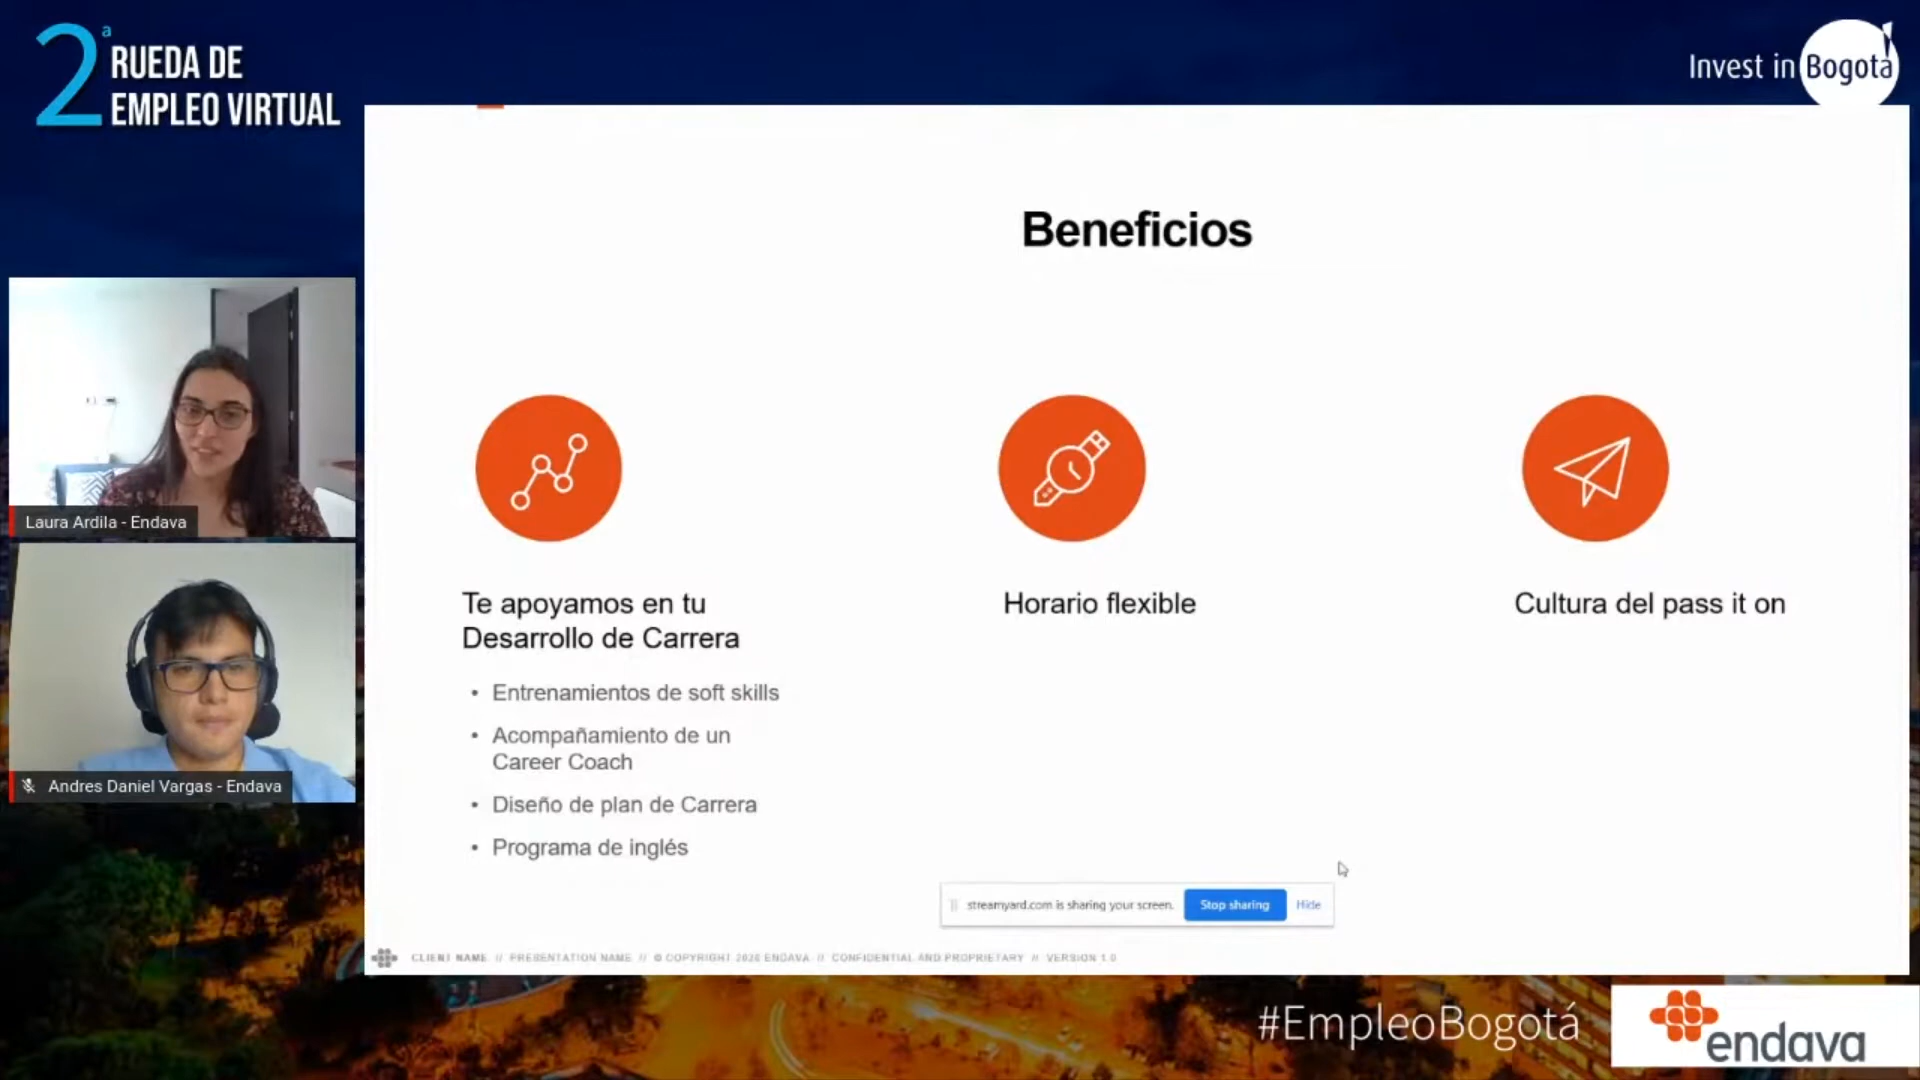 2ª RUEDA DE
EMPLEO VIRTUAL
Invest in Bogotá
Beneficios
Te apoyamos en tu
Desarrollo de Carrera
• Entrenamientos de soft skills
• Acompañamiento de un
Career Coach
• Diseño de plan de Carrera
• Programa de inglés
Horario flexible
Cultura del pass it on
Laura Ardila - Endava
Andres Daniel Vargas - Endava
streamyard.com is sharing your screen. Stop sharing Hide
CLIENT NAME // PRESENTATION NAME // © COPYRIGHT 2020 ENDAVA // CONFIDENTIAL AND PROPRIETARY // VERSION 1.0
#EmpleoBogotá
endava